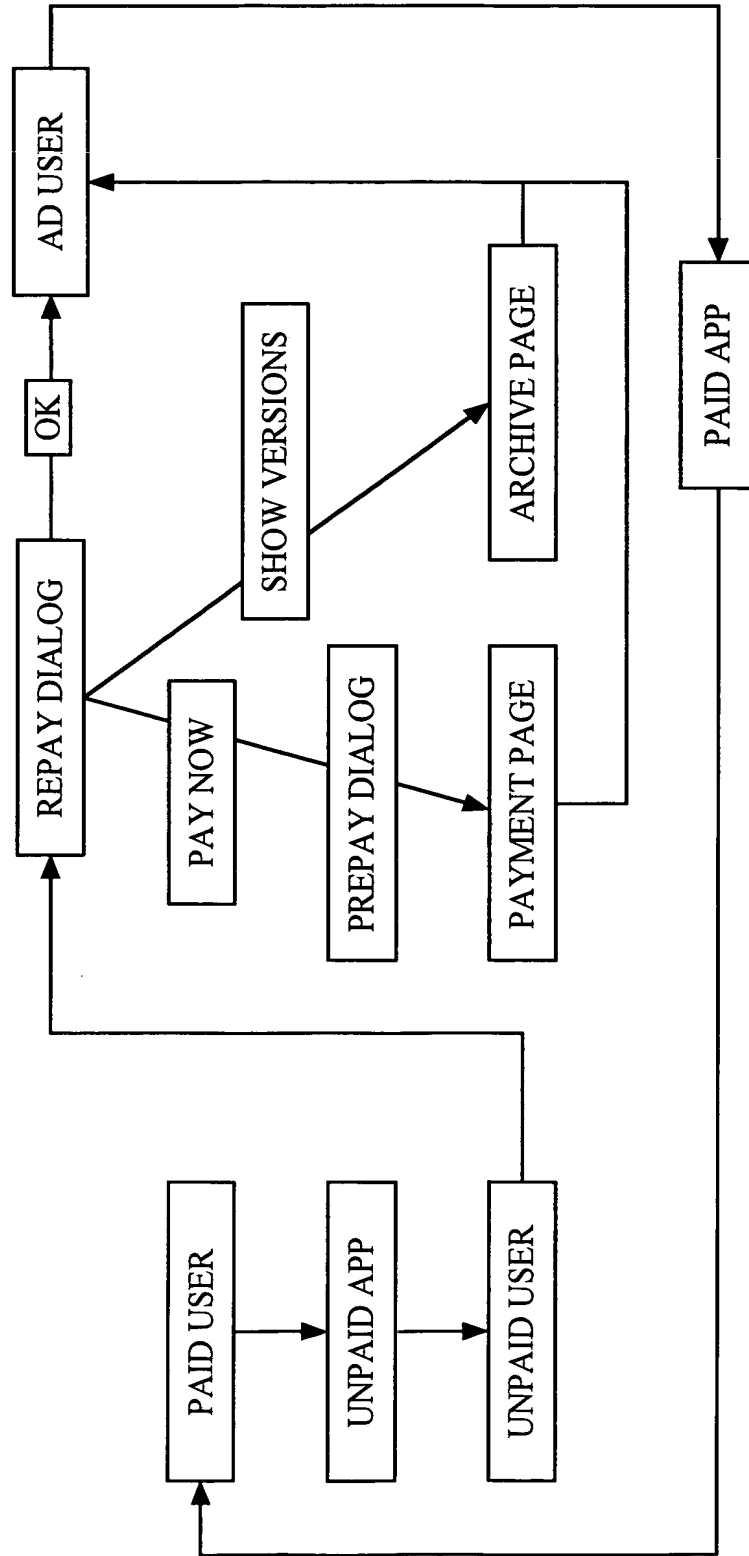 PAID USER
UNPAID APP
UNPAID USER
REPAY DIALOG
OK
AD USER
PAY NOW
SHOW VERSIONS
PREPAY DIALOG
PAYMENT PAGE
ARCHIVE PAGE
PAID APP